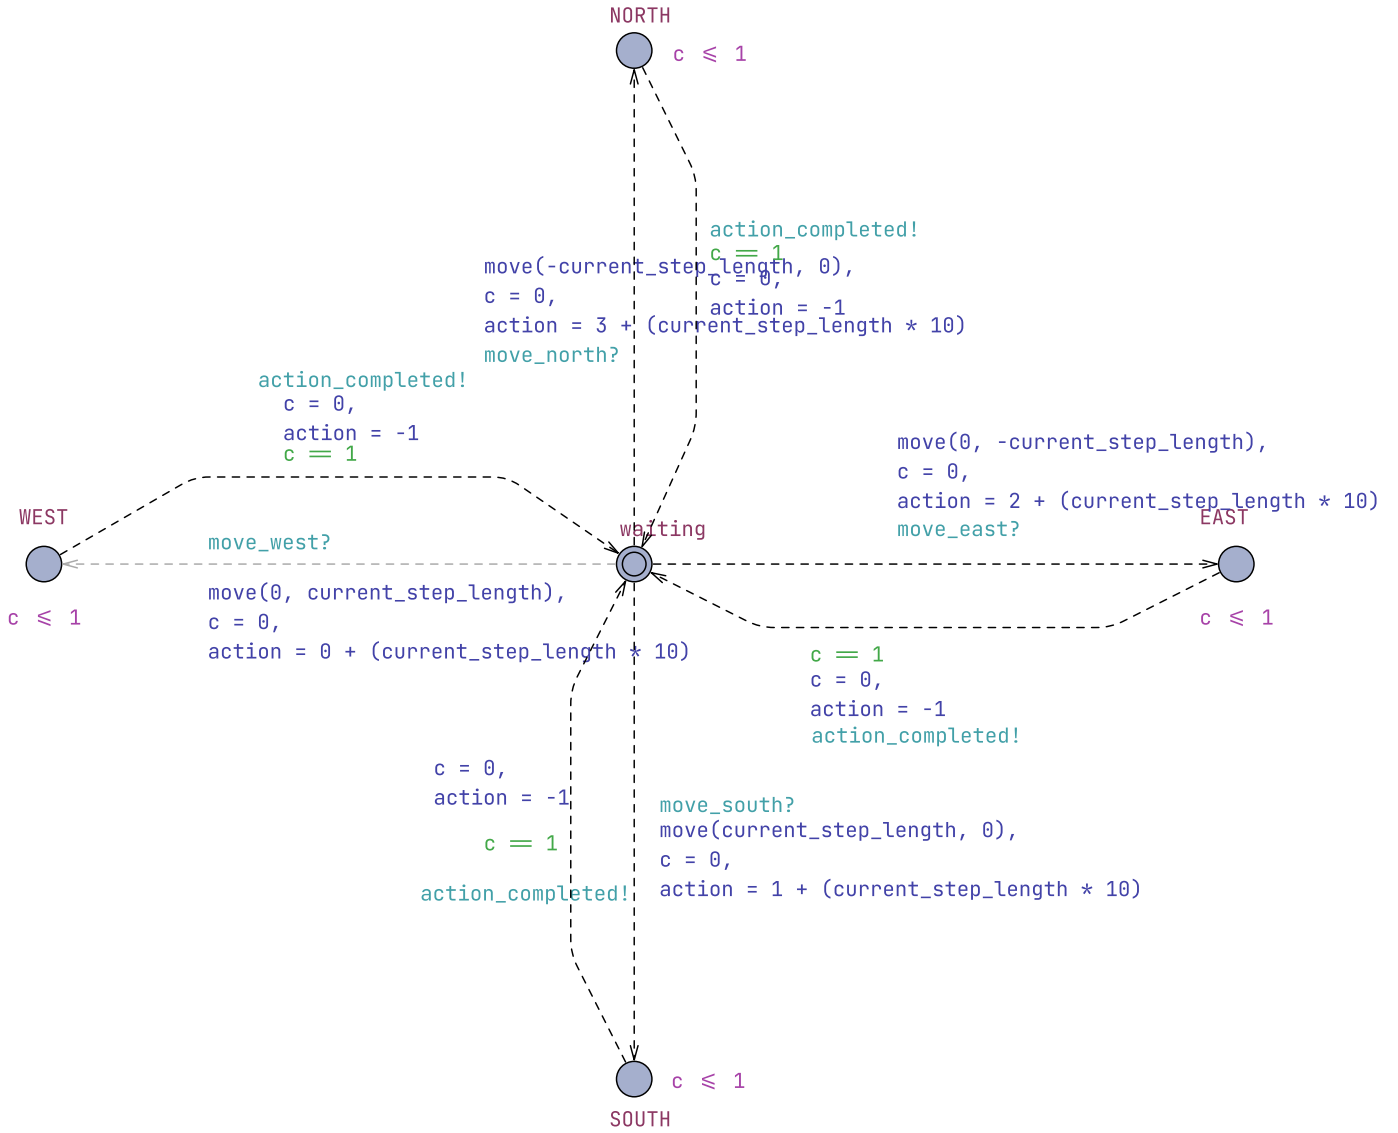 NORTH
c ⩽ 1
action_completed!
c == 1
c = 0,
action = -1
move(-current_step_length, 0),
c = 0,
action = 3 + (current_step_length * 10)
move_north?
action_completed!
c = 0,
action = -1
c == 1
move(0, -current_step_length),
c = 0,
action = 2 + (current_step_length * 10)
move_east?
WEST
waiting
EAST
move_west?
move(0, current_step_length),
c = 0,
action = 0 + (current_step_length * 10)
c ⩽ 1
c ⩽ 1
c == 1
c = 0,
action = -1
action_completed!
c = 0,
action = -1
c == 1
action_completed!
move_south?
move(current_step_length, 0),
c = 0,
action = 1 + (current_step_length * 10)
c ⩽ 1
SOUTH